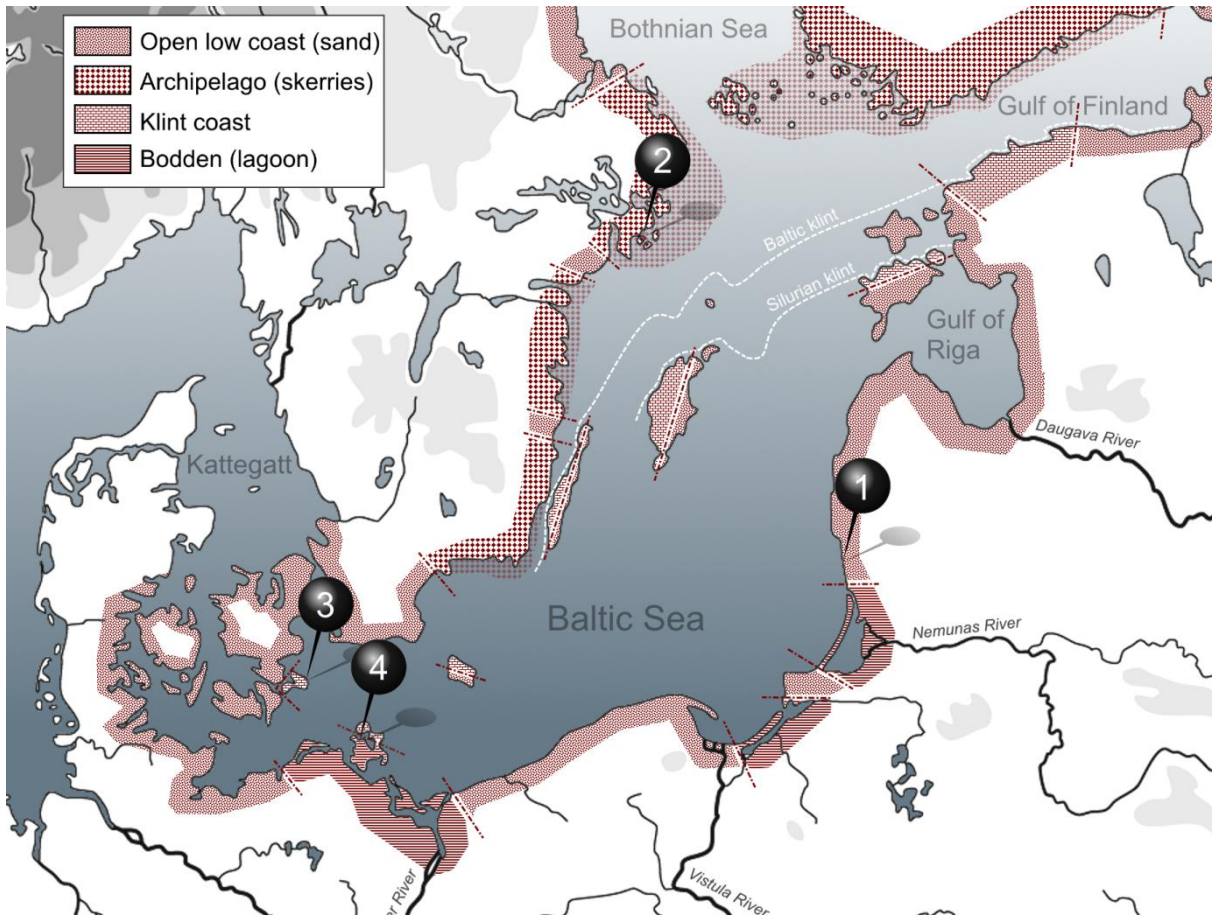 Open low coast (sand)
Archipelago (skerries)
Klint coast
Bodden (lagoon)
Bothnian Sea
Gulf of Finland
2
Baltic klint
Silurian klint
Gulf of
Riga
Daugava River
Kattegatt
1
3
Baltic Sea
Nemunas River
4
River
Vistula River